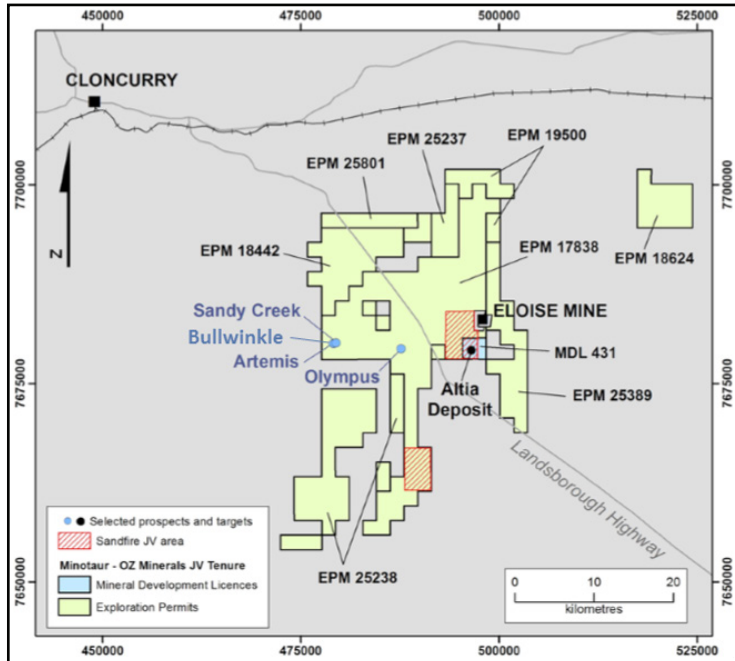 450000
475000
500000
525000
CLONCURRY
EPM 19500
EPM 25237
EPM 25801
7700000
7700000
N
EPM 18442
EPM 17838
EPM 18624
Sandy Creek
ELOISE MINE
Bullwinkle
Artemis
MDL 431
Olympus
Altia
Deposit
EPM 25389
7675000
7675000
Landsborough Highway
Selected prospects and targets
Sandfire JV area
Minotaur - OZ Minerals JV Tenure
Mineral Development Licences
Exploration Permits
EPM 25238
0 10 20
kilometres
7650000
7650000
450000
475000
500000
525000